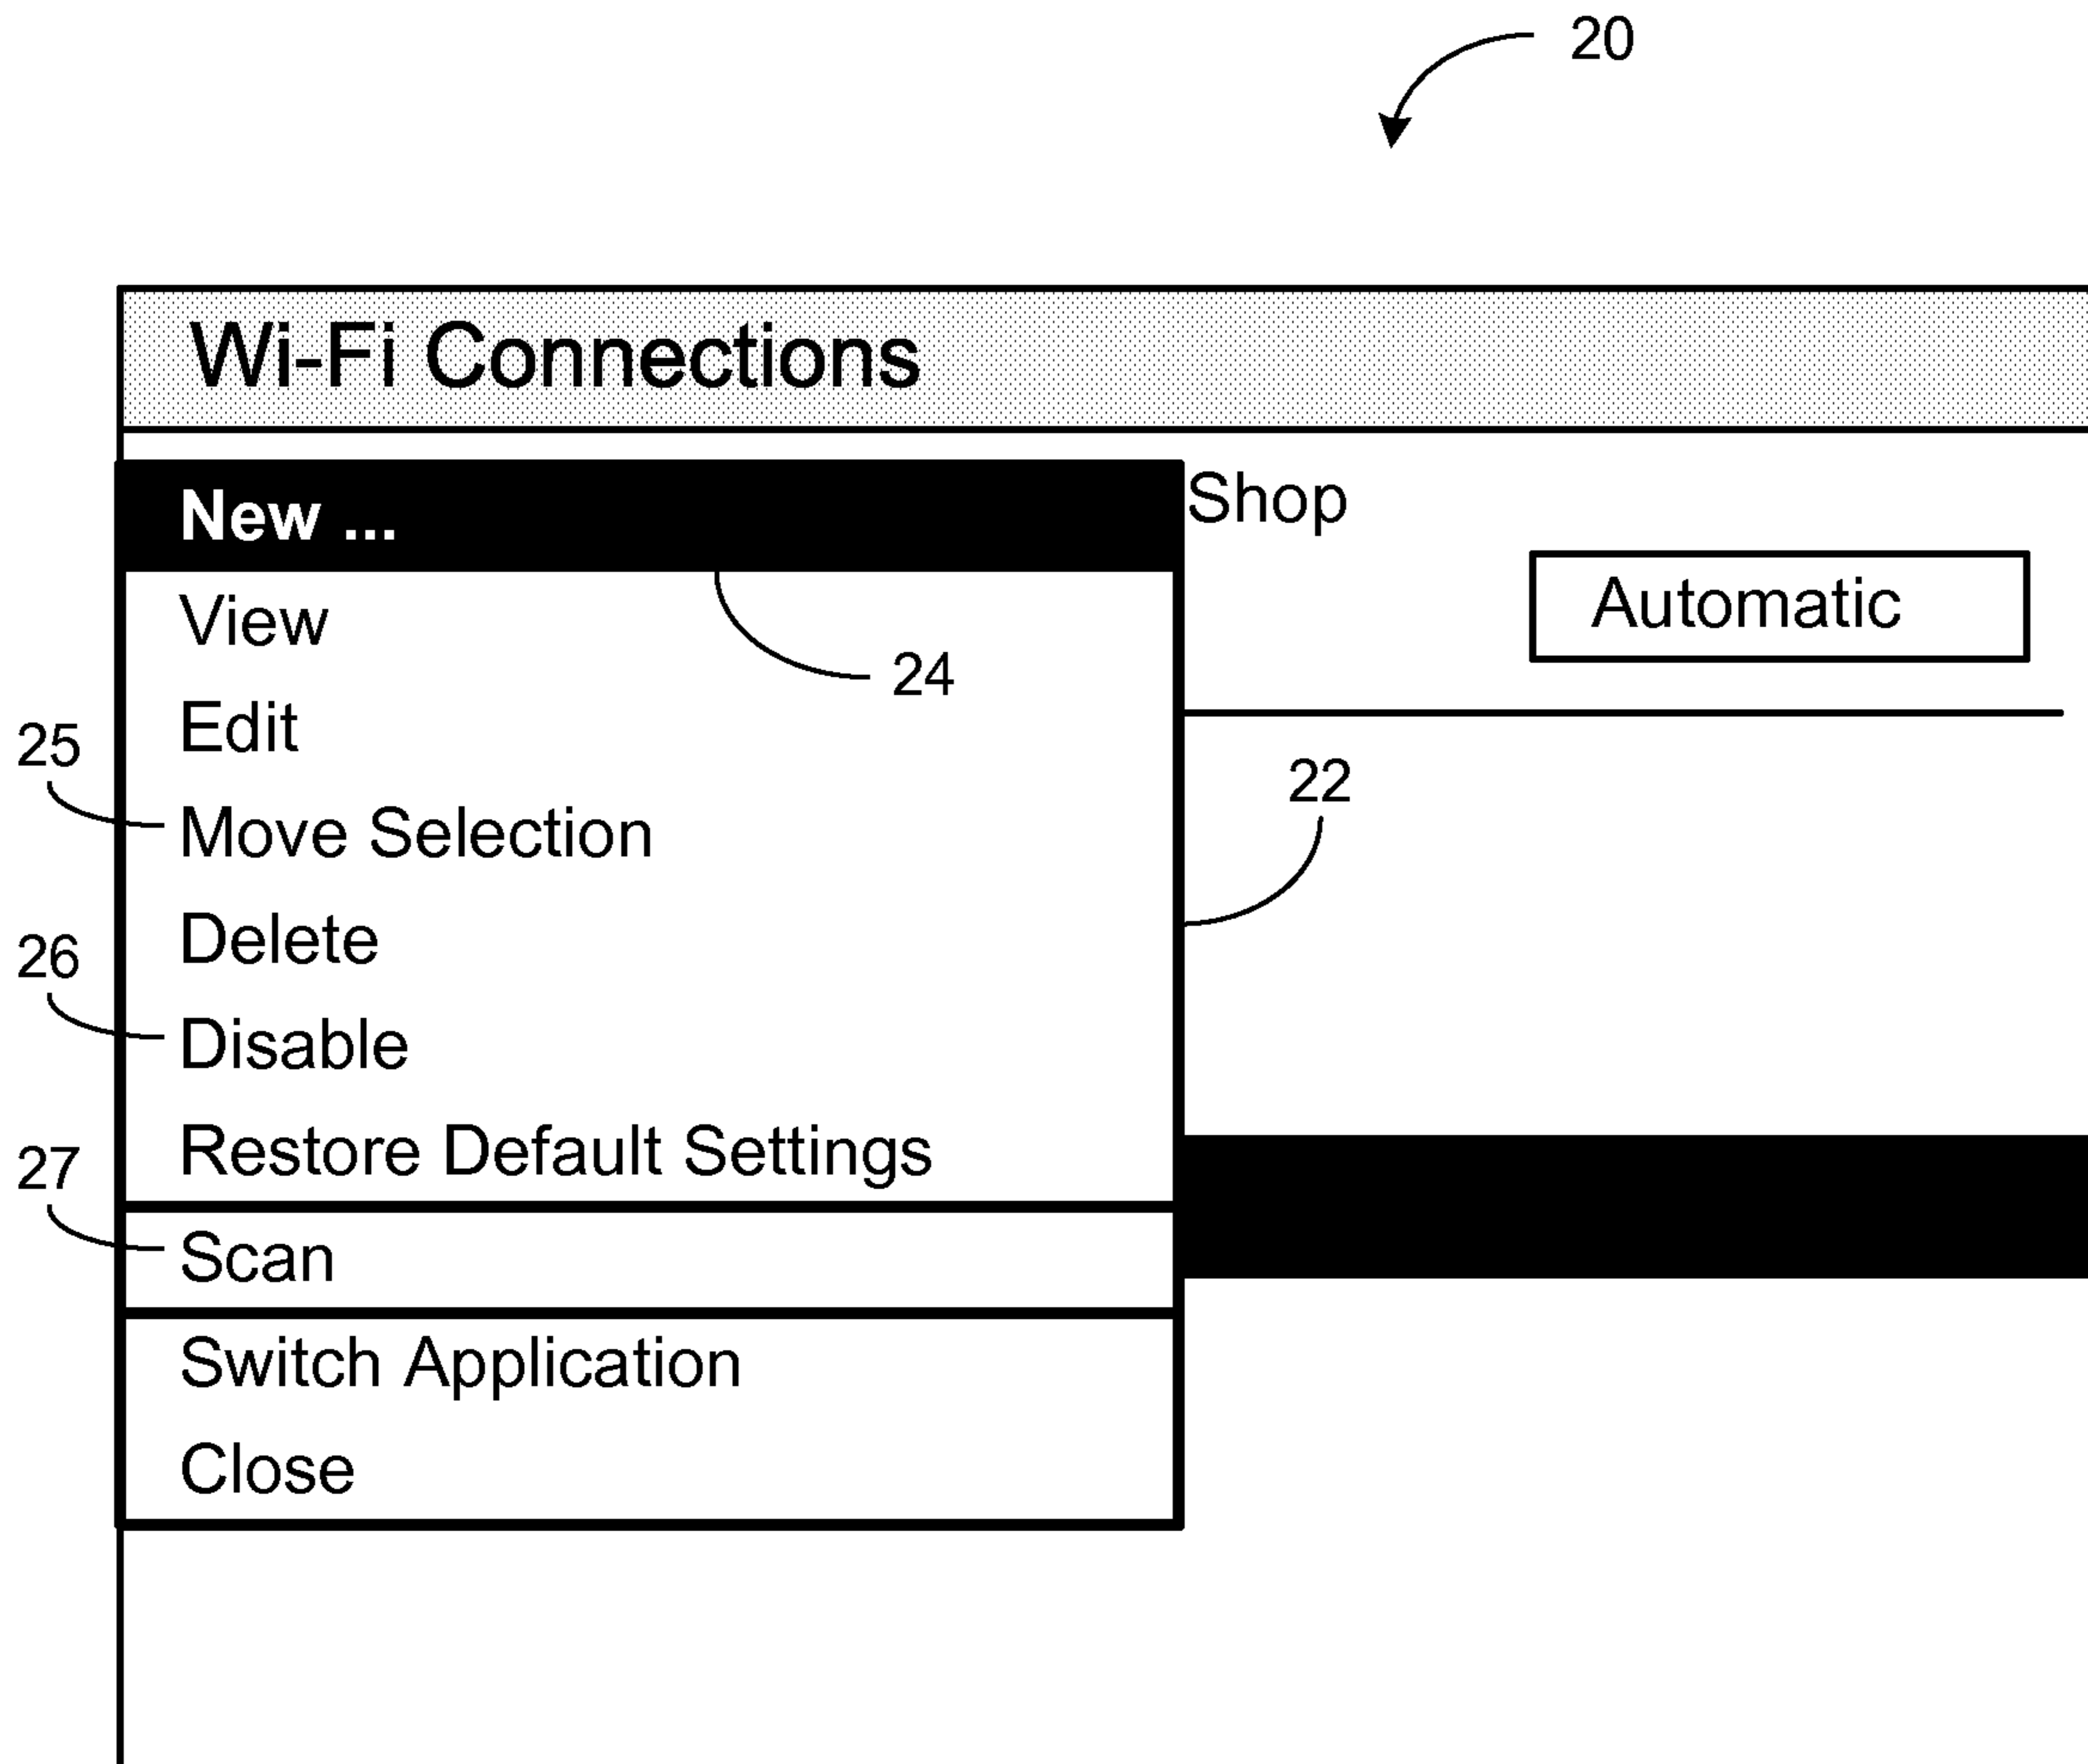 20
Wi-Fi Connections
New ...
Shop
View
Automatic
24
Edit
25
22
Move Selection
Delete
26
Disable
Restore Default Settings
27
Scan
Switch Application
Close